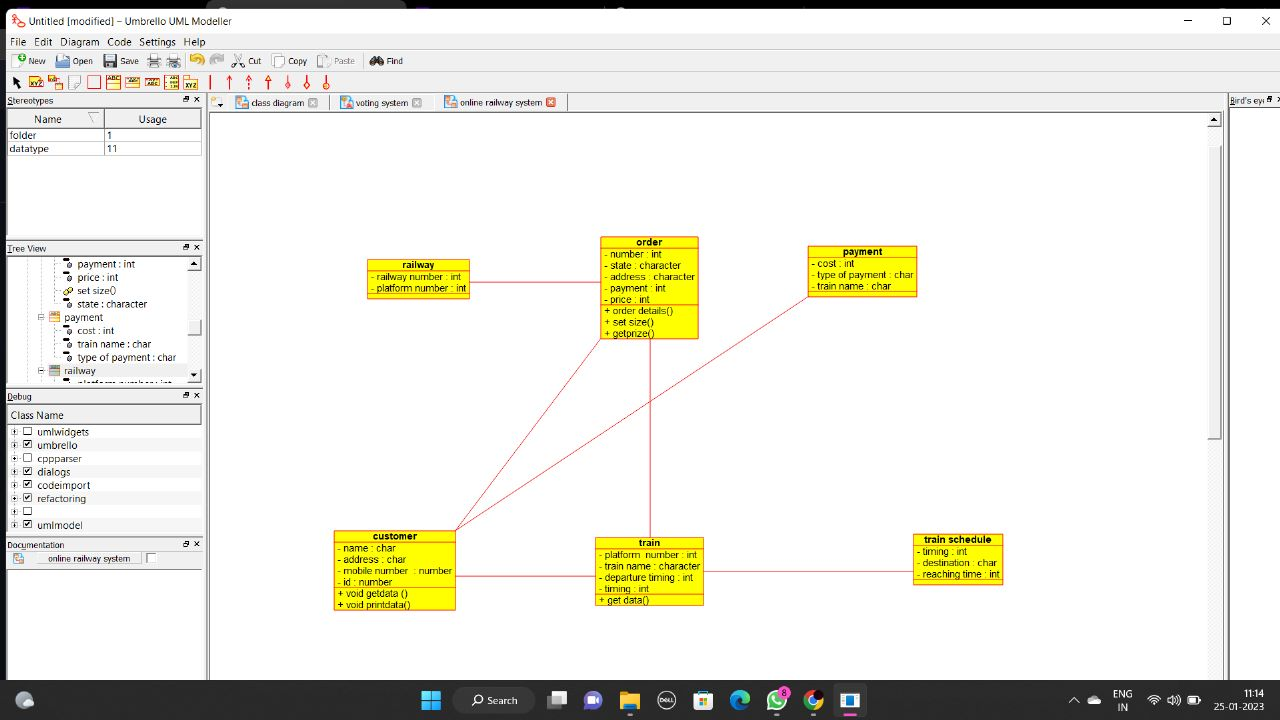 Untitled [modified] – Umbrello UML Modeller
File Edit Diagram Code Settings Help
New Open Save Cut Copy Paste Find
Stereotypes
Name Usage
folder 1
datatype 11
Tree View
payment : int
price : int
set size()
state : character
payment
cost : int
train name : char
type of payment : char
railway
Debug
Class Name
umlwidgets
umbrello
cppparser
dialogs
codeimport
refactoring
umlmodel
Documentation
online railway system
class diagram voting system online railway system
Bird's ey
railway
- railway number : int
- platform number : int
order
- number : int
- state : character
- address : character
- payment : int
- price : int
+ order details()
+ set size()
+ getprize()
payment
- cost : int
- type of payment : char
- train name : char
customer
- name : char
- address : char
- mobile number : number
- id : number
+ void getdata ()
+ void printdata()
train
- platform number : int
- train name : character
- departure timing : int
- timing : int
+ get data()
train schedule
- timing : int
- destination : char
- reaching time : int
Search
DELL
8
ENG
IN
11:14
25-01-2023